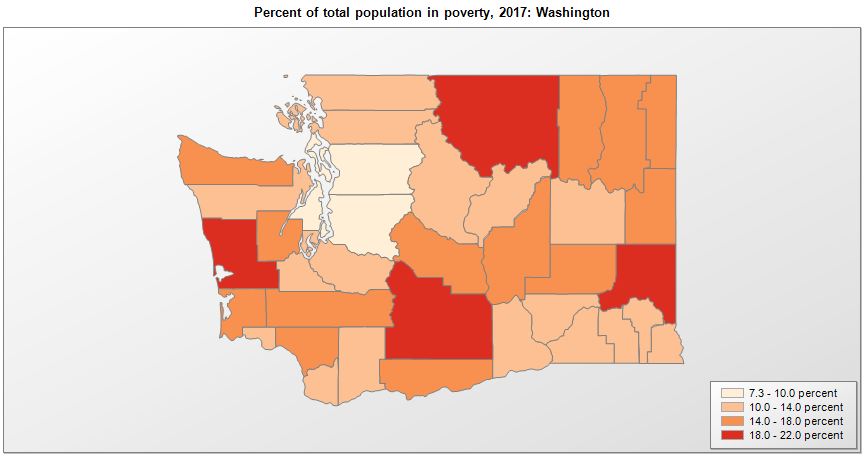 Percent of total population in poverty, 2017: Washington
7.3 - 10.0 percent
10.0 - 14.0 percent
14.0 - 18.0 percent
18.0 - 22.0 percent